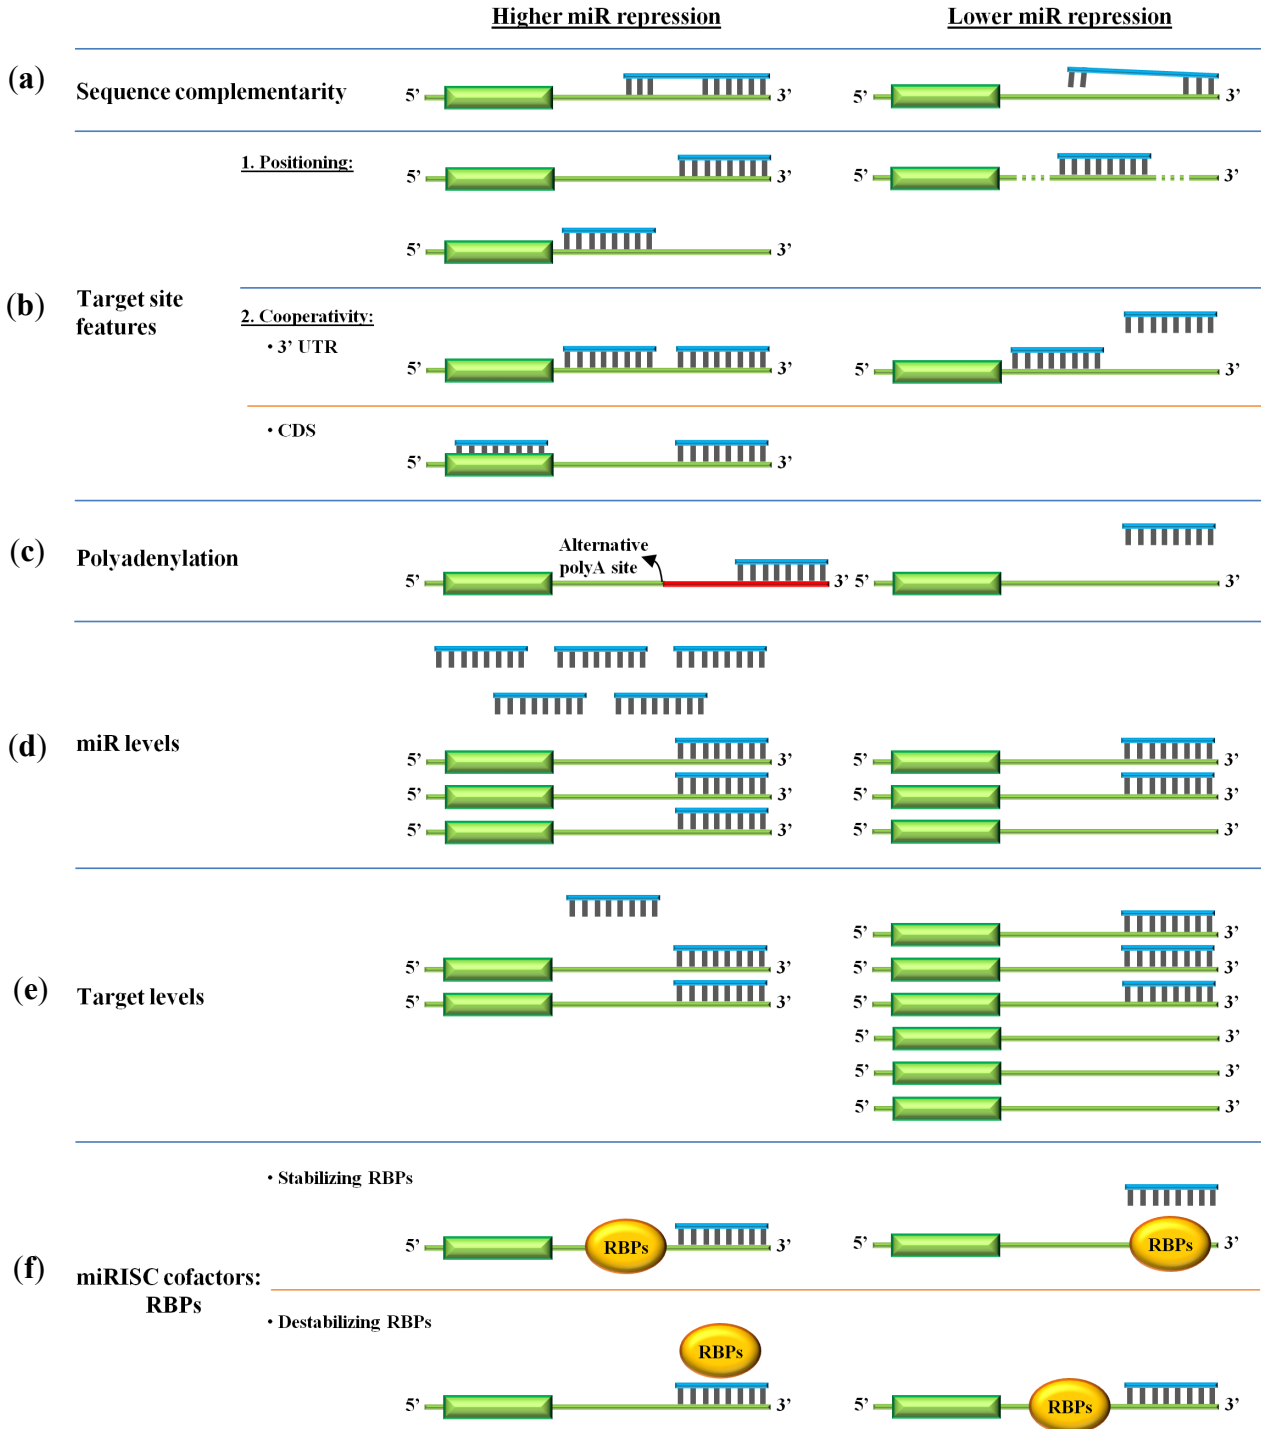 Higher miR repression
Lower miR repression
(a)
Sequence complementarity
5’ 3’ 5’ 3’
(b)
Target site
features
1. Positioning:
5’ 3’ 5’ 3’
5’ 3’
2. Cooperativity:
• 3’ UTR
5’ 3’ 5’ 3’
• CDS
5’ 3’
(c)
Polyadenylation
Alternative
polyA site
5’ 3’ 5’ 3’
(d)
miR levels
5’ 3’ 5’ 3’
5’ 3’ 5’ 3’
5’ 3’ 5’ 3’
(e)
Target levels
5’ 3’
5’ 3’ 5’ 3’
5’ 3’ 5’ 3’
5’ 3’
5’ 3’
5’ 3’
(f)
miRISC cofactors:
RBPs
• Stabilizing RBPs
5’ RBPs 3’ 5’ RBPs 3’
• Destabilizing RBPs
RBPs
5’ 3’ 5’ RBPs 3’